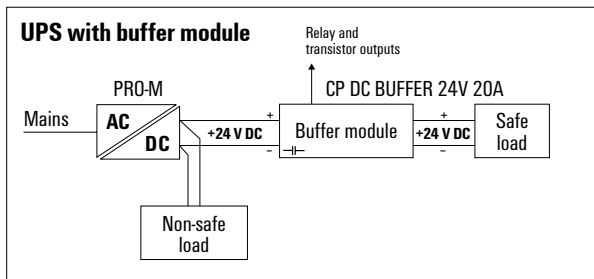 UPS with buffer module
Relay and
transistor outputs
PRO-M
CP DC BUFFER 24V 20A
Mains
AC
DC
+
+24 V DC
–
Buffer module
+
+24 V DC
–
Safe
load
Non-safe
load